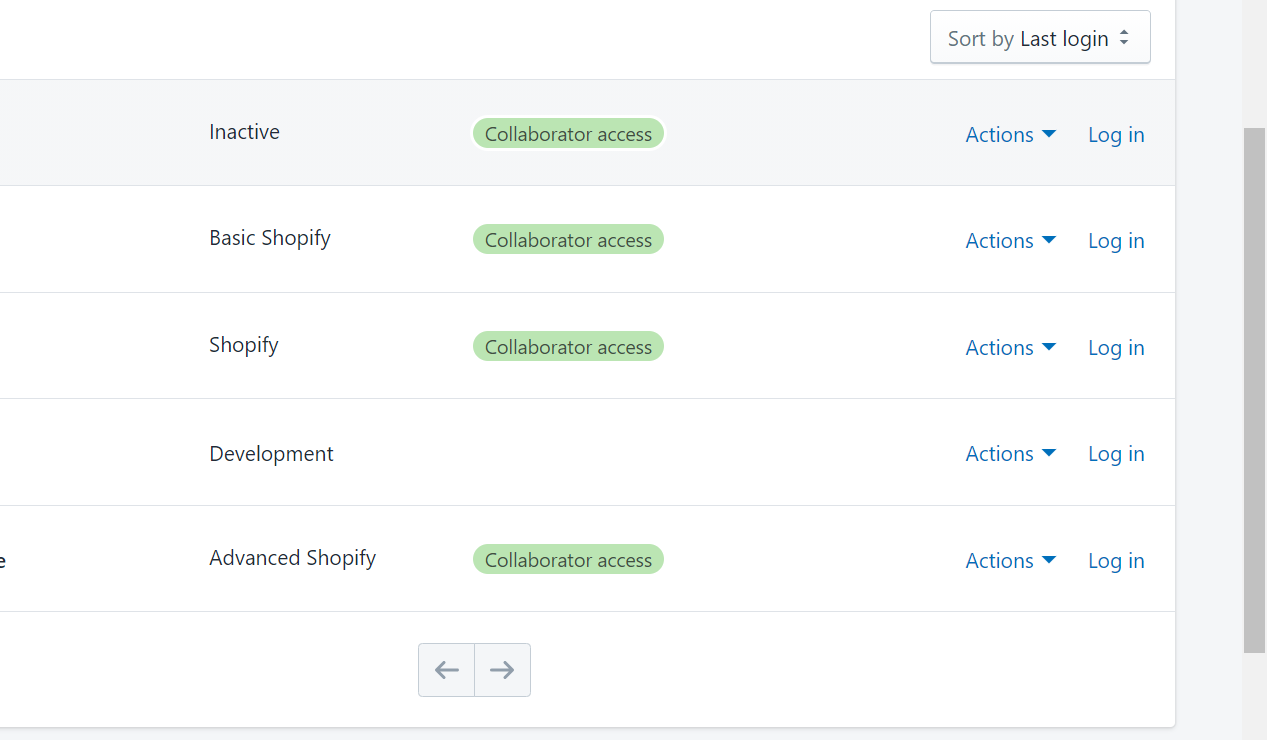 Sort by Last login
Inactive Collaborator access Actions Log in
Basic Shopify Collaborator access Actions Log in
Shopify Collaborator access Actions Log in
Development Actions Log in
e Advanced Shopify Collaborator access Actions Log in